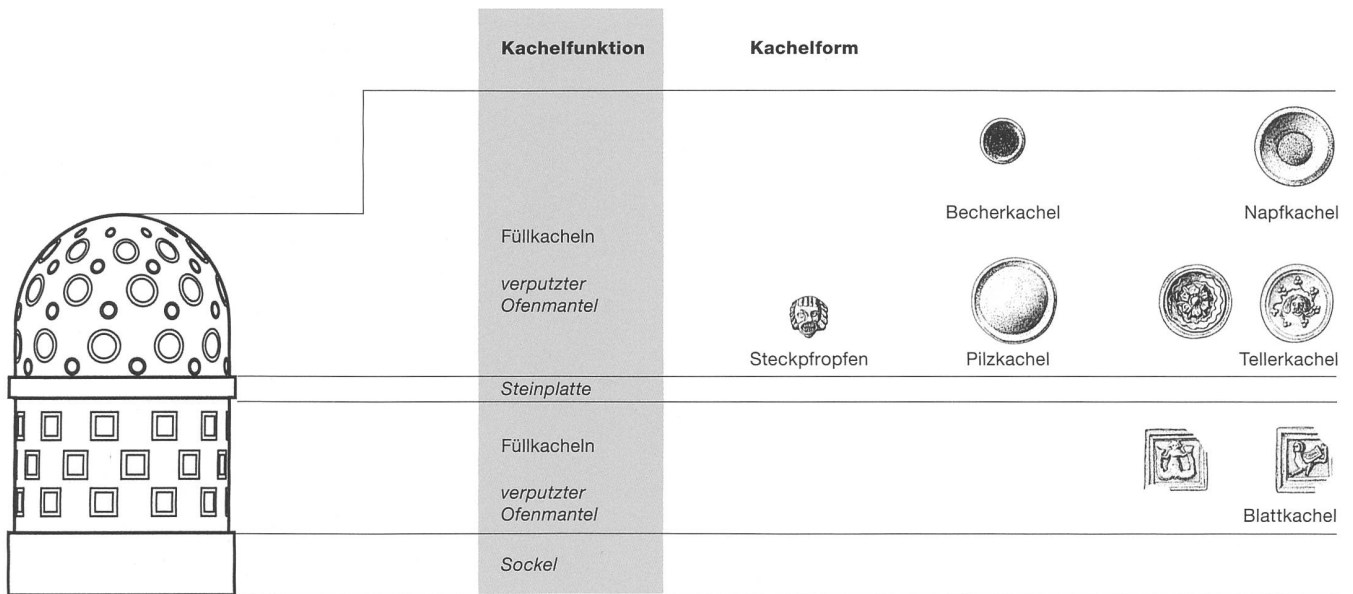 Kachelfunktion Kachelform
Becherkachel Napfkachel
Füllkacheln
verputzter
Ofenmantel
Steckpfropfen Pilzkachel Tellerkachel
Steinplatte
Füllkacheln
verputzter
Ofenmantel
Blattkachel
Sockel